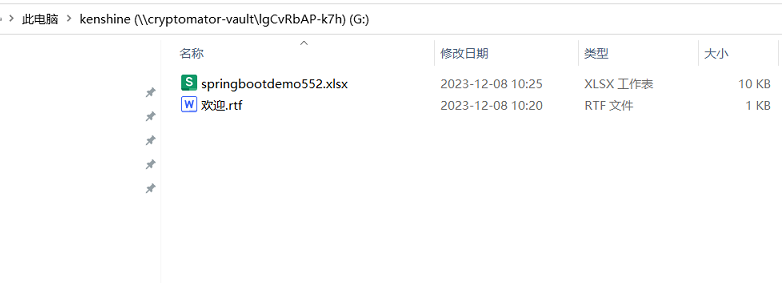 此电脑 > kenshine (\\cryptomator-vault\lgCvRbAP-k7h) (G:)
名称 修改日期 类型 大小
springbootdemo552.xlsx 2023-12-08 10:25 XLSX 工作表 10 KB
欢迎.rtf 2023-12-08 10:20 RTF 文件 1 KB